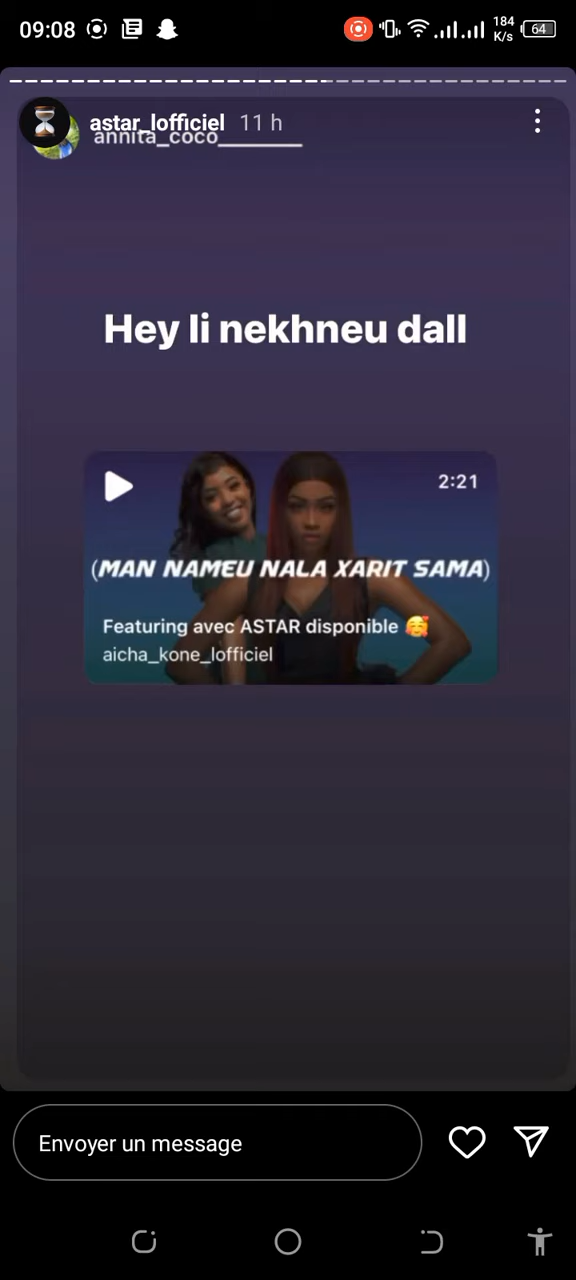 09:08
184
K/s
64
astar_lofficiel 11 h
annita_coco________
Hey li nekhneu dall
2:21
(MAN NAMEU NALA XARIT SAMA)
Featuring avec ASTAR disponible 🥰
aicha_kone_lofficiel
Envoyer un message